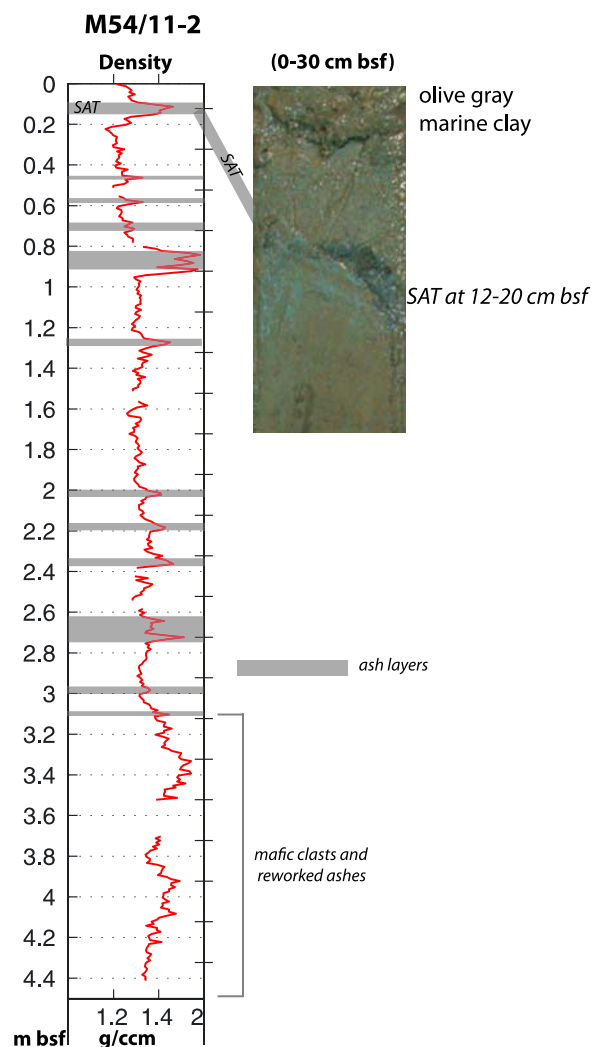 M54/11-2
Density
(0-30 cm bsf)
0
0.2
0.4
0.6
0.8
1
1.2
1.4
1.6
1.8
2
2.2
2.4
2.6
2.8
3
3.2
3.4
3.6
3.8
4
4.2
4.4
SAT
SAT
olive gray
marine clay
SAT at 12-20 cm bsf
ash layers
mafic clasts and
reworked ashes
1.2 1.4 2
m bsf g/ccm